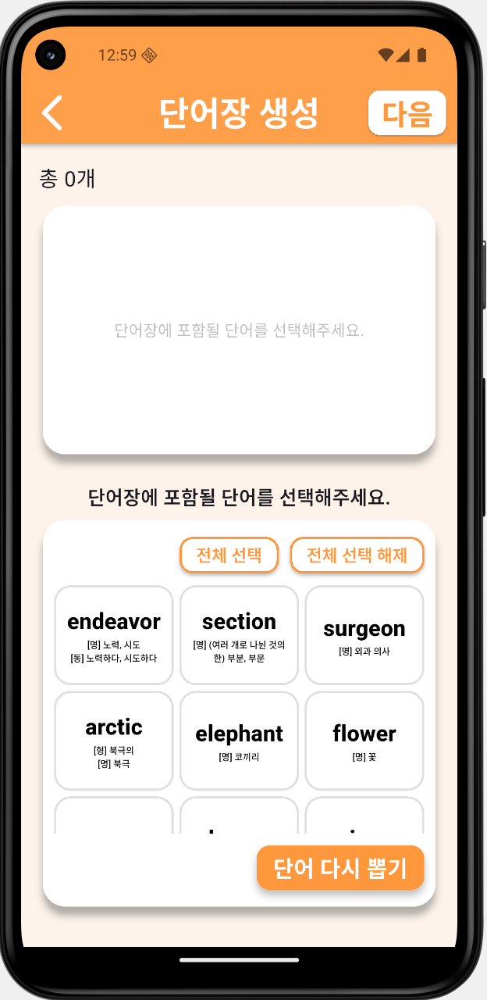 12:59
단어장 생성
다음
총 0개
단어장에 포함될 단어를 선택해주세요.
단어장에 포함될 단어를 선택해주세요.
전체 선택
전체 선택 해제
endeavor
[명] 노력, 시도
[동] 노력하다, 시도하다
section
[명] (여러 개로 나뉜 것의
한) 부분, 부문
surgeon
[명] 외과 의사
arctic
[형] 북극의
[명] 북극
elephant
[명] 코끼리
flower
[명] 꽃
단어 다시 뽑기